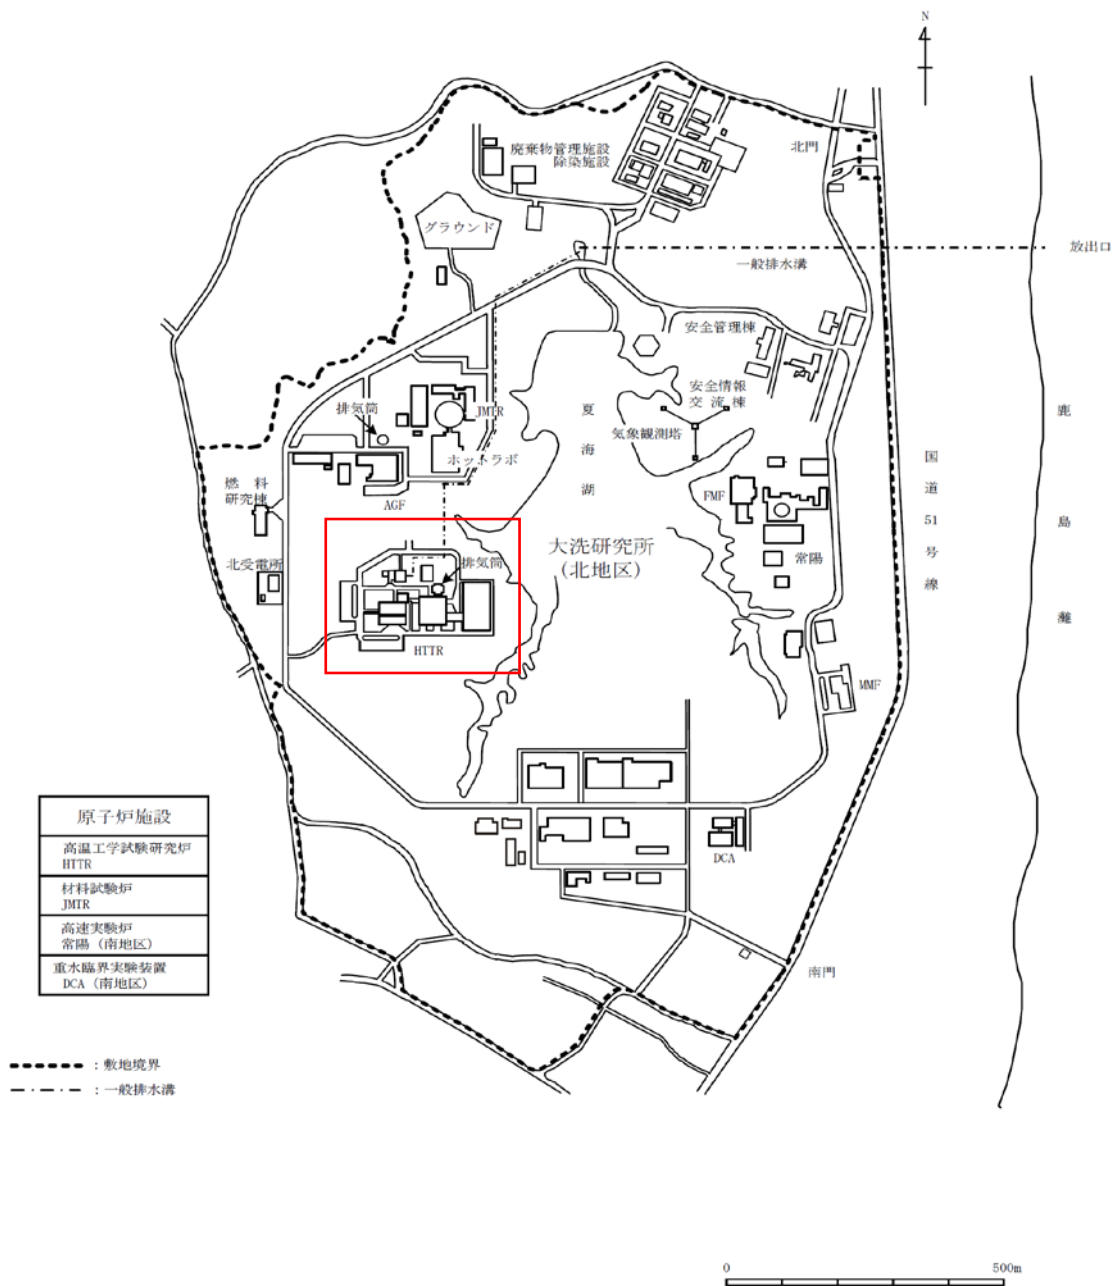 N
北門
廃棄物管理施設
除染施設
グラウンド
放出口
一般排水溝
安全管理棟
安全情報
交流棟
気象観測塔
夏海湖
排気筒
JMTR
ホットラボ
AGF
燃料
研究棟
北受電所
排気筒
HTTR
大洗研究所
(北地区)
FMF
常陽
MMF
国道51号線
鹿島灘
DCA
南門
原子炉施設
高温工学試験研究炉
HTTR
材料試験炉
JMTR
高速実験炉
常陽(南地区)
重水臨界実験装置
DCA(南地区)
:敷地境界
:一般排水溝
0 500m